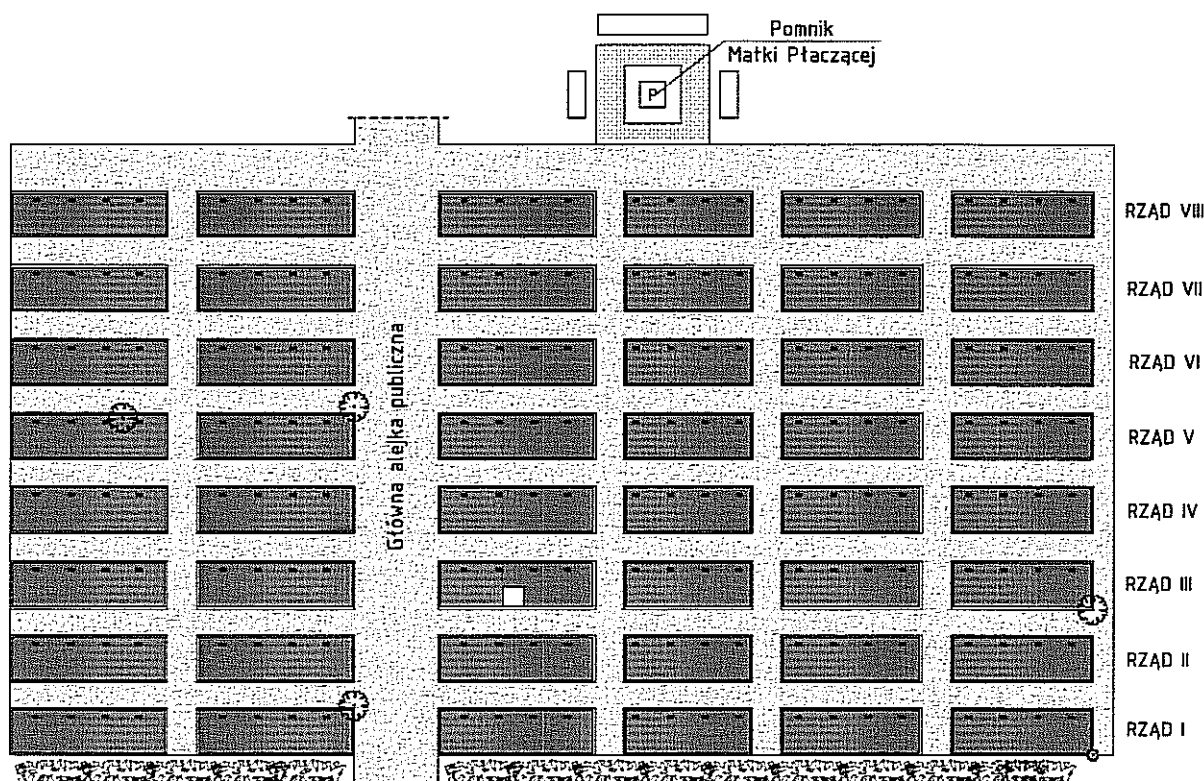 Pomnik
Matki Płaczącej
P
RZĄD VIII
RZĄD VII
RZĄD VI
RZĄD V
RZĄD IV
RZĄD III
RZĄD II
RZĄD I
Główna alejka publiczna